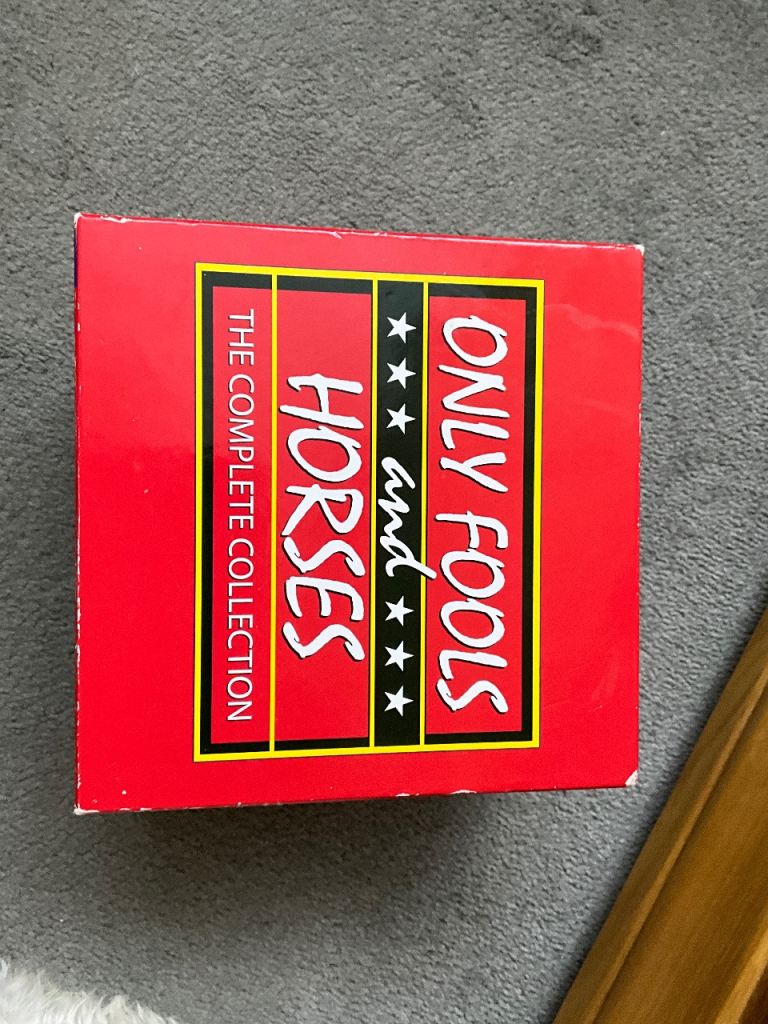 ONLY FOOLS
★★★ and ★★★
HORSES
THE COMPLETE COLLECTION